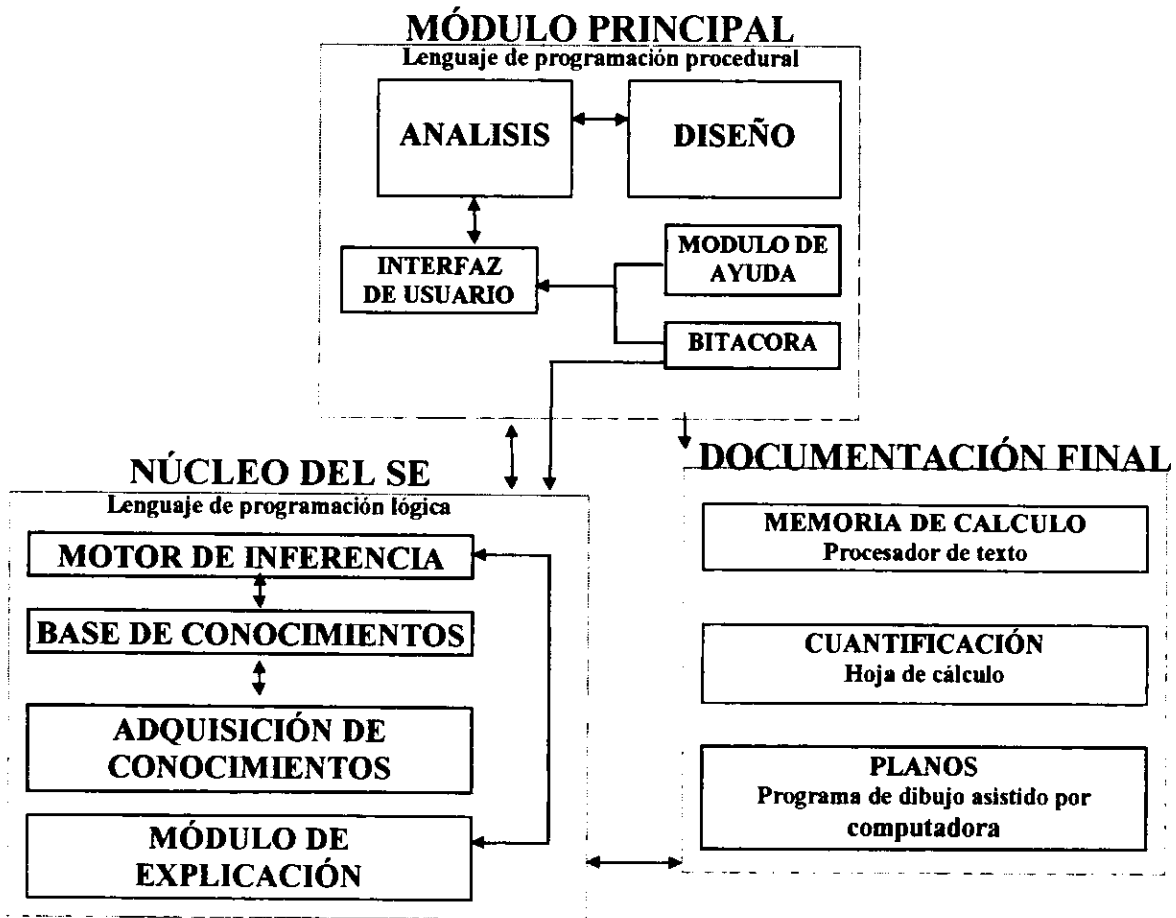 MÓDULO PRINCIPAL
Lenguaje de programación procedural
ANALISIS
DISEÑO
INTERFAZ
DE USUARIO
MODULO DE
AYUDA
BITACORA
NÚCLEO DEL SE
Lenguaje de programación lógica
MOTOR DE INFERENCIA
BASE DE CONOCIMIENTOS
ADQUISICIÓN DE
CONOCIMIENTOS
MÓDULO DE
EXPLICACIÓN
DOCUMENTACIÓN FINAL
MEMORIA DE CALCULO
Procesador de texto
CUANTIFICACIÓN
Hoja de cálculo
PLANOS
Programa de dibujo asistido por
computadora